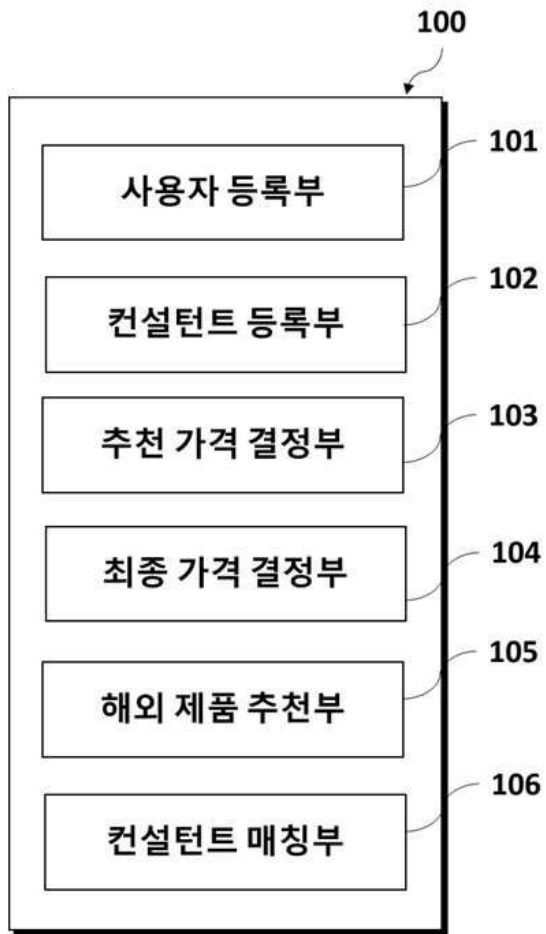 100
사용자 등록부
101
컨설턴트 등록부
102
추천 가격 결정부
103
최종 가격 결정부
104
해외 제품 추천부
105
컨설턴트 매칭부
106